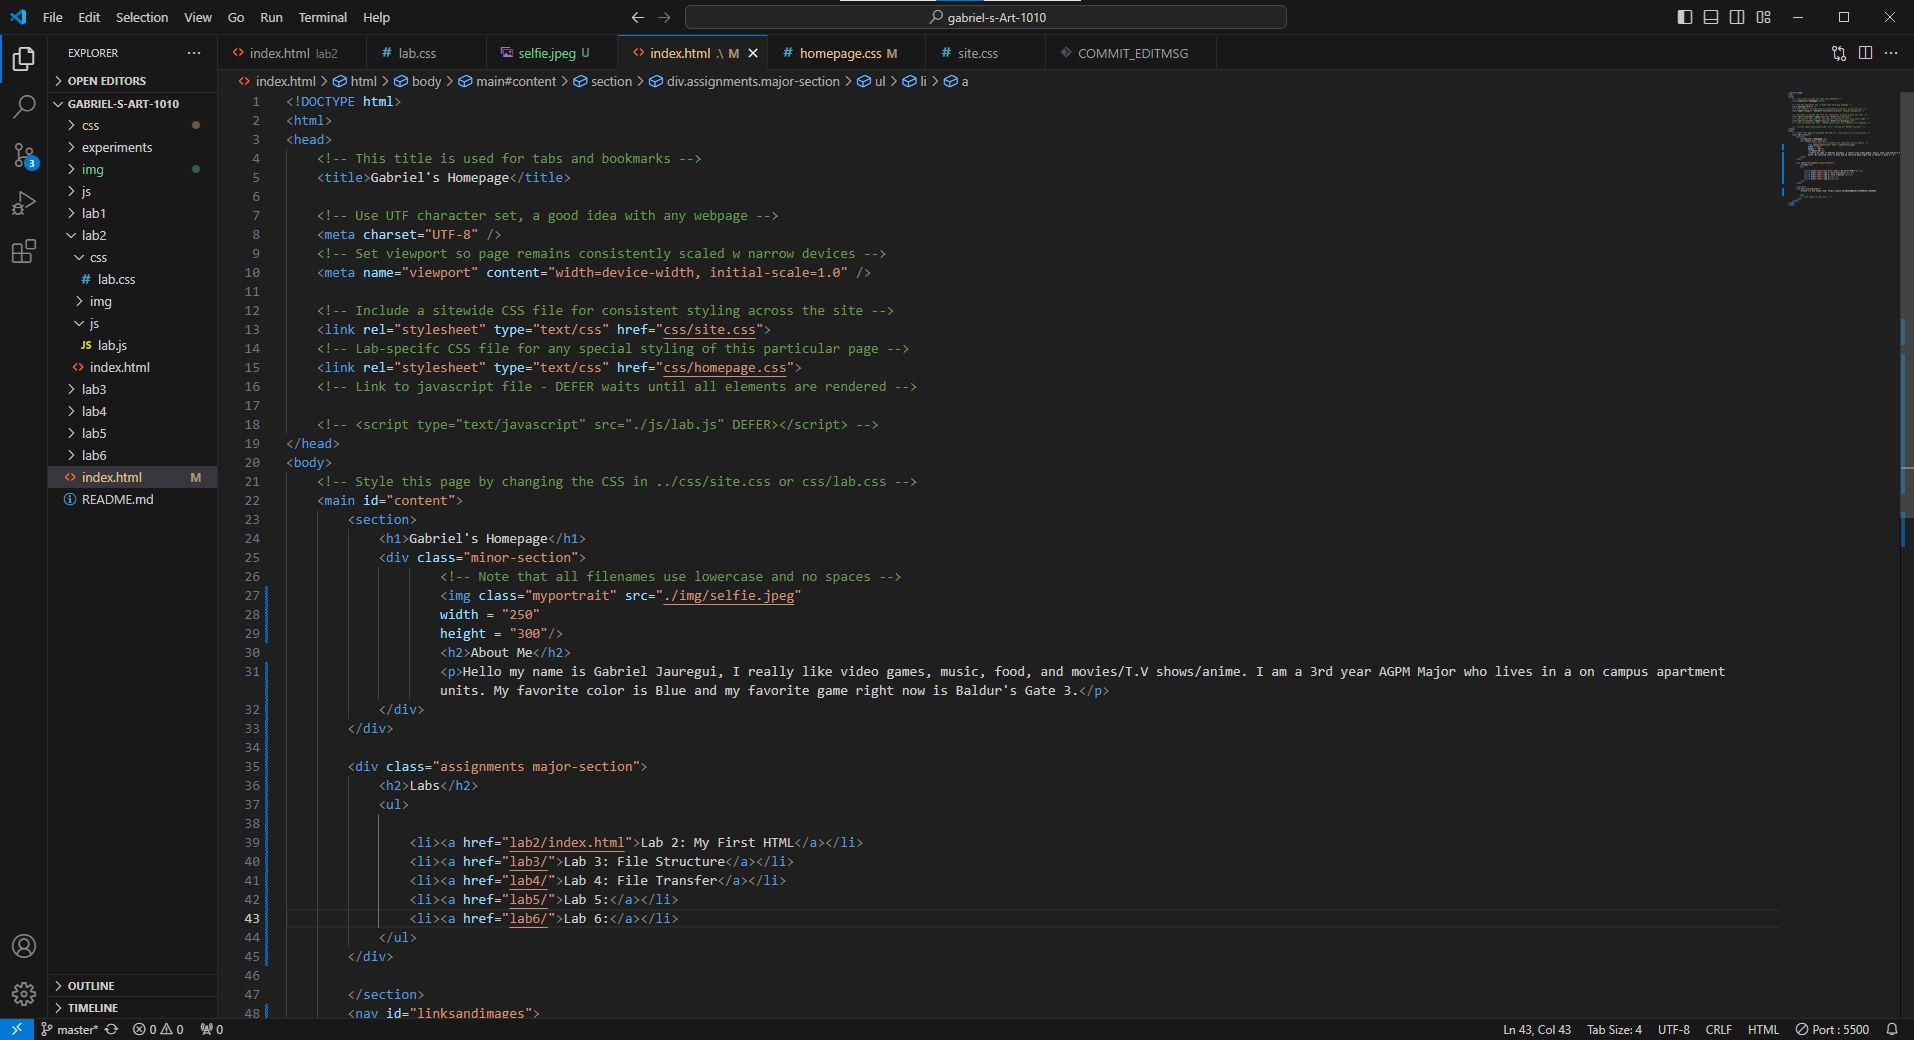 File Edit Selection View Go Run Terminal Help
gabriel-s-Art-1010
EXPLORER
OPEN EDITORS
GABRIEL-S-ART-1010
css
experiments
img
js
lab1
lab2
css
# lab.css
img
js
JS lab.js
<> index.html
lab3
lab4
lab5
lab6
<> index.html M
README.md
OUTLINE
TIMELINE
3
<> index.html lab2
# lab.css
selfie.jpeg U
<> index.html .\ M
# homepage.css M
# site.css
COMMIT_EDITMSG
<> index.html > html > body > main#content > section > div.assignments.major-section > ul > li > a
1 <!DOCTYPE html>
2 <html>
3 <head>
4 <!-- This title is used for tabs and bookmarks -->
5 <title>Gabriel's Homepage</title>
6
7 <!-- Use UTF character set, a good idea with any webpage -->
8 <meta charset="UTF-8" />
9 <!-- Set viewport so page remains consistently scaled w narrow devices -->
10 <meta name="viewport" content="width=device-width, initial-scale=1.0" />
11
12 <!-- Include a sitewide CSS file for consistent styling across the site -->
13 <link rel="stylesheet" type="text/css" href="css/site.css">
14 <!-- Lab-specifc CSS file for any special styling of this particular page -->
15 <link rel="stylesheet" type="text/css" href="css/homepage.css">
16 <!-- Link to javascript file - DEFER waits until all elements are rendered -->
17
18 <!-- <script type="text/javascript" src="./js/lab.js" DEFER></script> -->
19 </head>
20 <body>
21 <!-- Style this page by changing the CSS in ../css/site.css or css/lab.css -->
22 <main id="content">
23 <section>
24 <h1>Gabriel's Homepage</h1>
25 <div class="minor-section">
26 <!-- Note that all filenames use lowercase and no spaces -->
27 <img class="myportrait" src="./img/selfie.jpeg"
28 width = "250"
29 height = "300"/>
30 <h2>About Me</h2>
31 <p>Hello my name is Gabriel Jauregui, I really like video games, music, food, and movies/T.V shows/anime. I am a 3rd year AGPM Major who lives in a on campus apartment
units. My favorite color is Blue and my favorite game right now is Baldur's Gate 3.</p>
32 </div>
33 </div>
34
35 <div class="assignments major-section">
36 <h2>Labs</h2>
37 <ul>
38
39 <li><a href="lab2/index.html">Lab 2: My First HTML</a></li>
40 <li><a href="lab3/">Lab 3: File Structure</a></li>
41 <li><a href="lab4/">Lab 4: File Transfer</a></li>
42 <li><a href="lab5/">Lab 5:</a></li>
43 <li><a href="lab6/">Lab 6:</a></li>
44 </ul>
45 </div>
46
47 </section>
48 <nav id="linksandimages">
master* 0 0 0
Ln 43, Col 43 Tab Size: 4 UTF-8 CRLF HTML Port : 5500